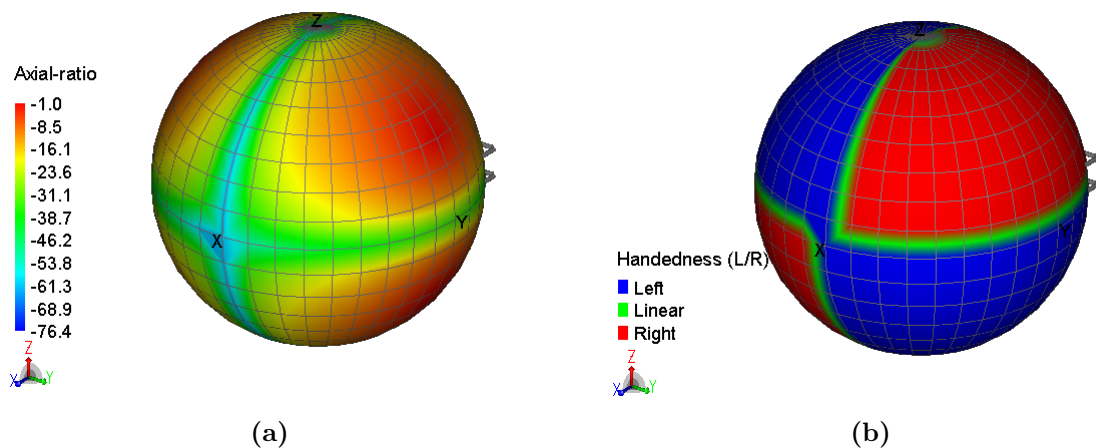 Axial-ratio
-1.0
-8.5
-16.1
-23.6
-31.1
-38.7
-46.2
-53.8
-61.3
-68.9
-76.4
Z
X
Y
Z
X
Y
(a)
Z
X
Y
Handedness (L/R)
Left
Linear
Right
Z
X
Y
(b)